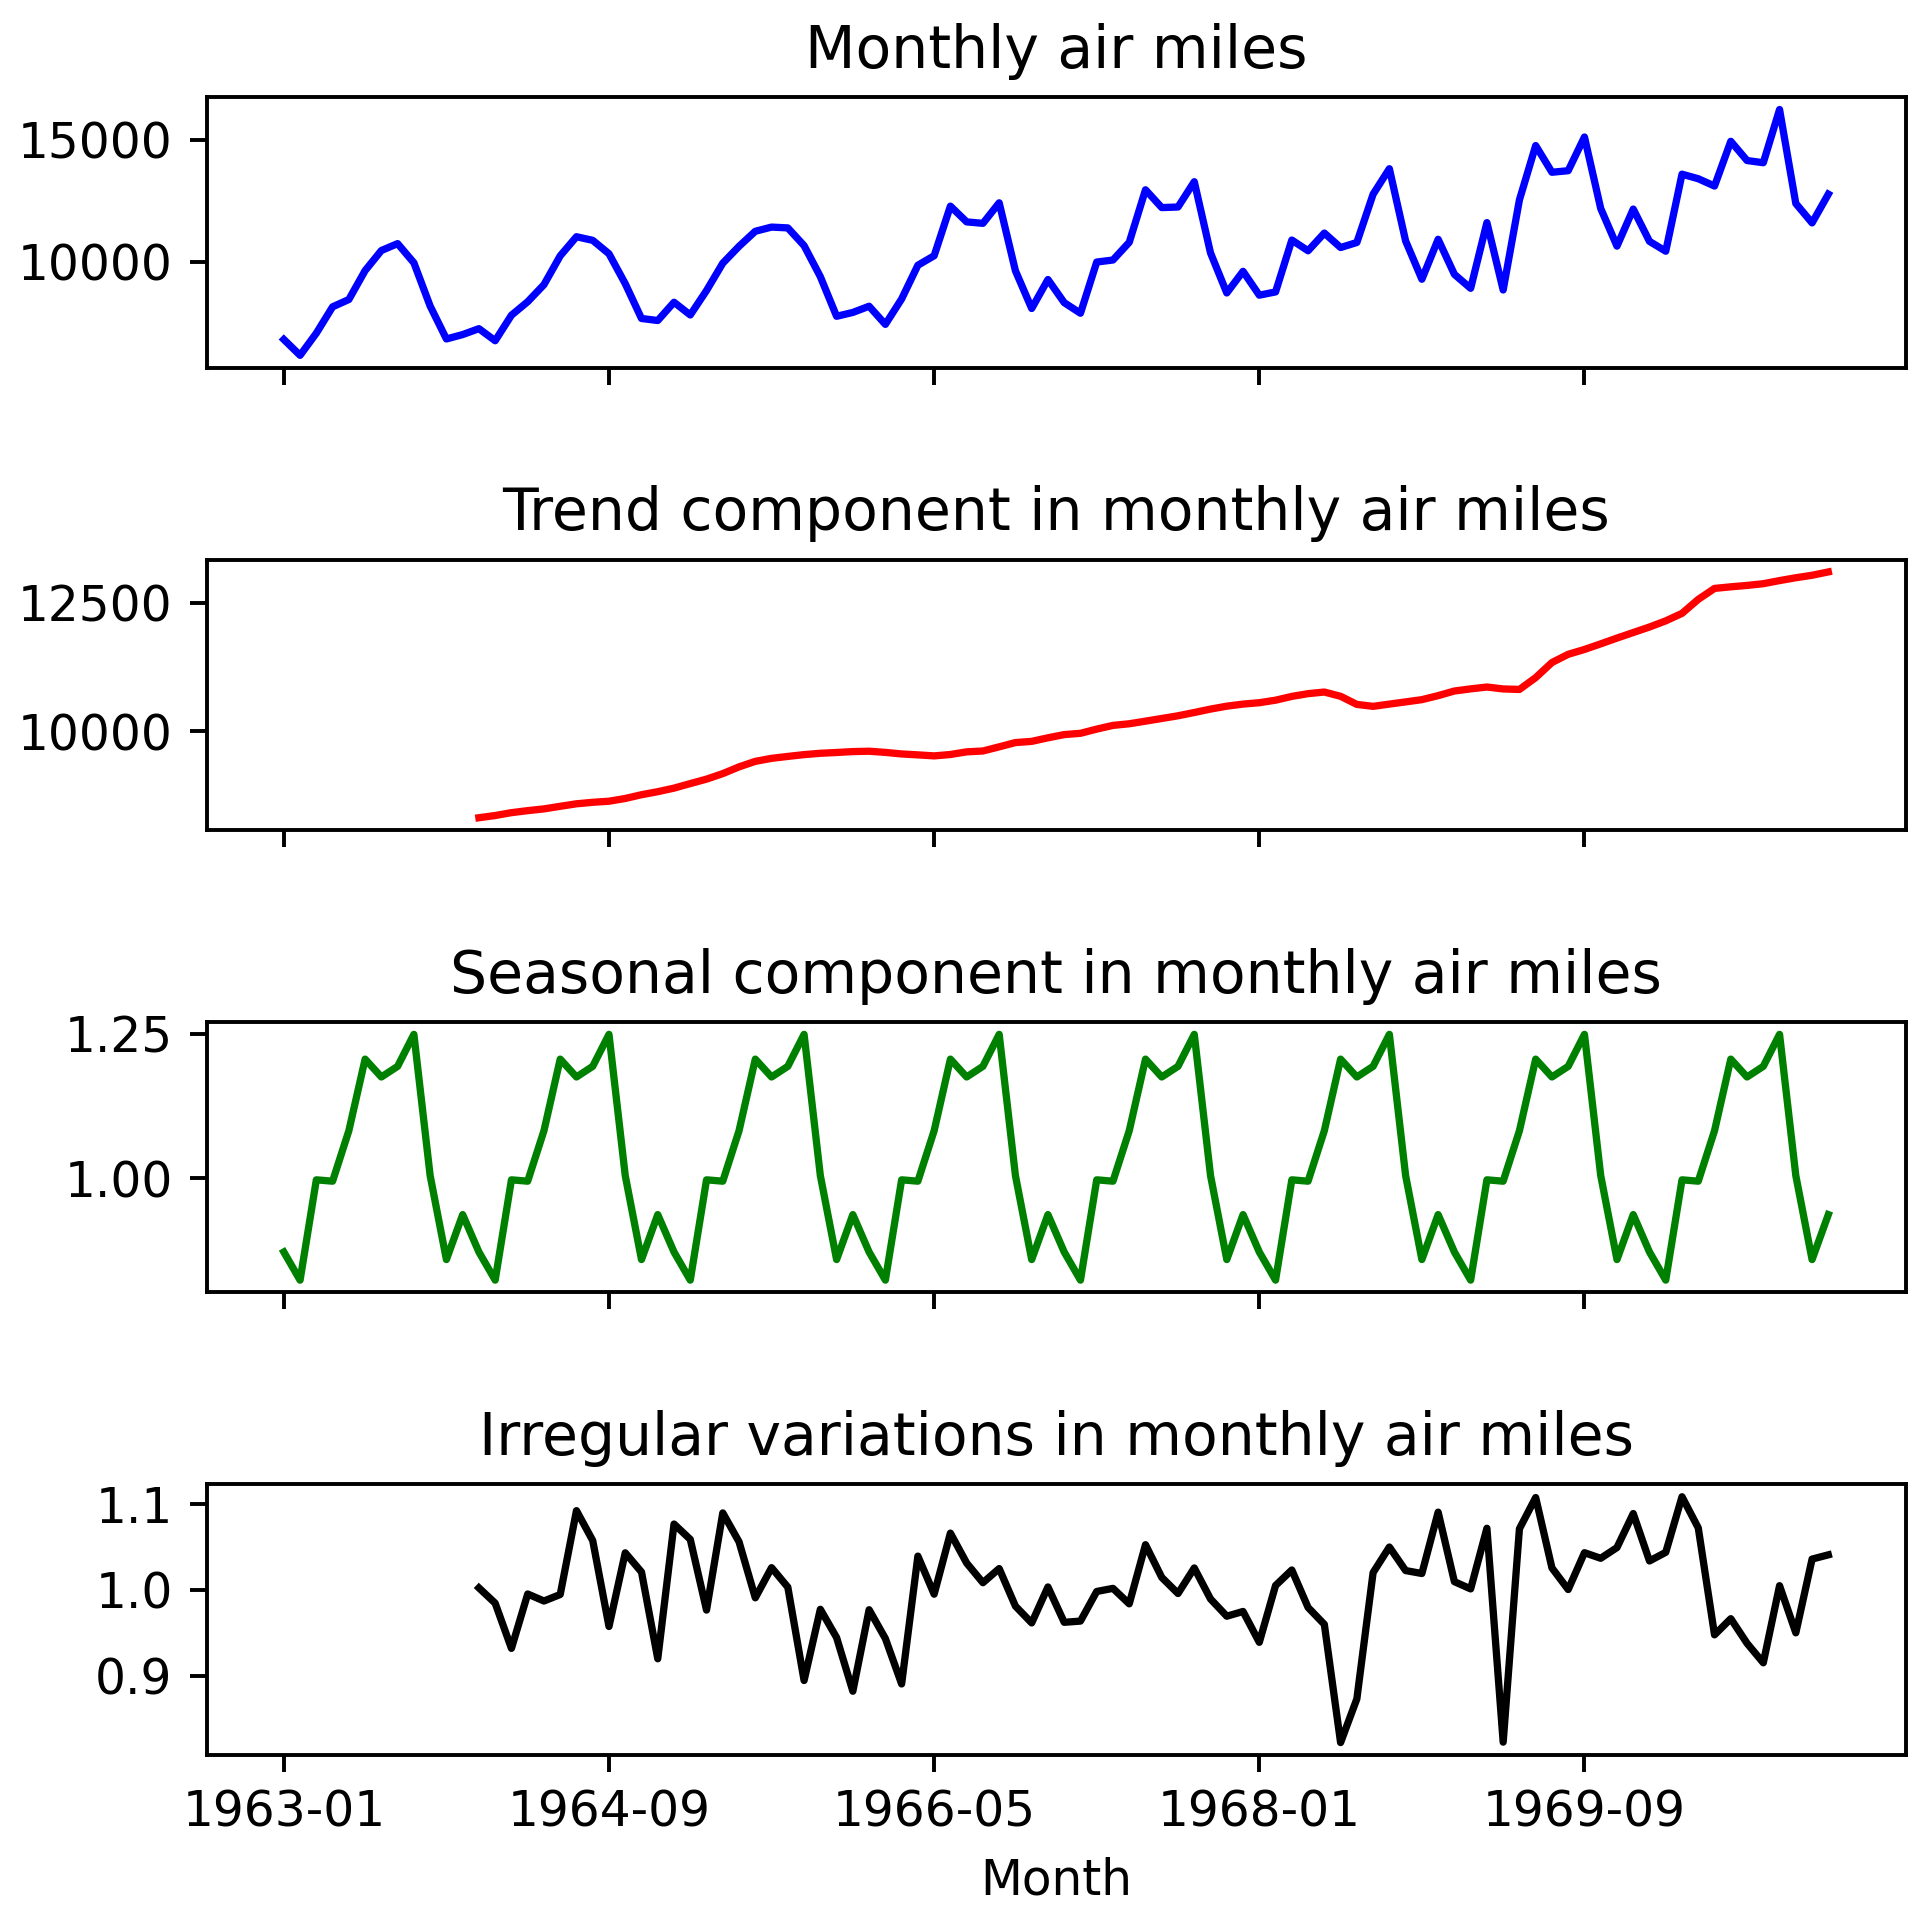 Monthly air miles
15000
10000
Trend component in monthly air miles
12500
10000
Seasonal component in monthly air miles
1.25
1.00
Irregular variations in monthly air miles
1.1
1.0
0.9
1963-01 1964-09 1966-05 1968-01 1969-09
Month